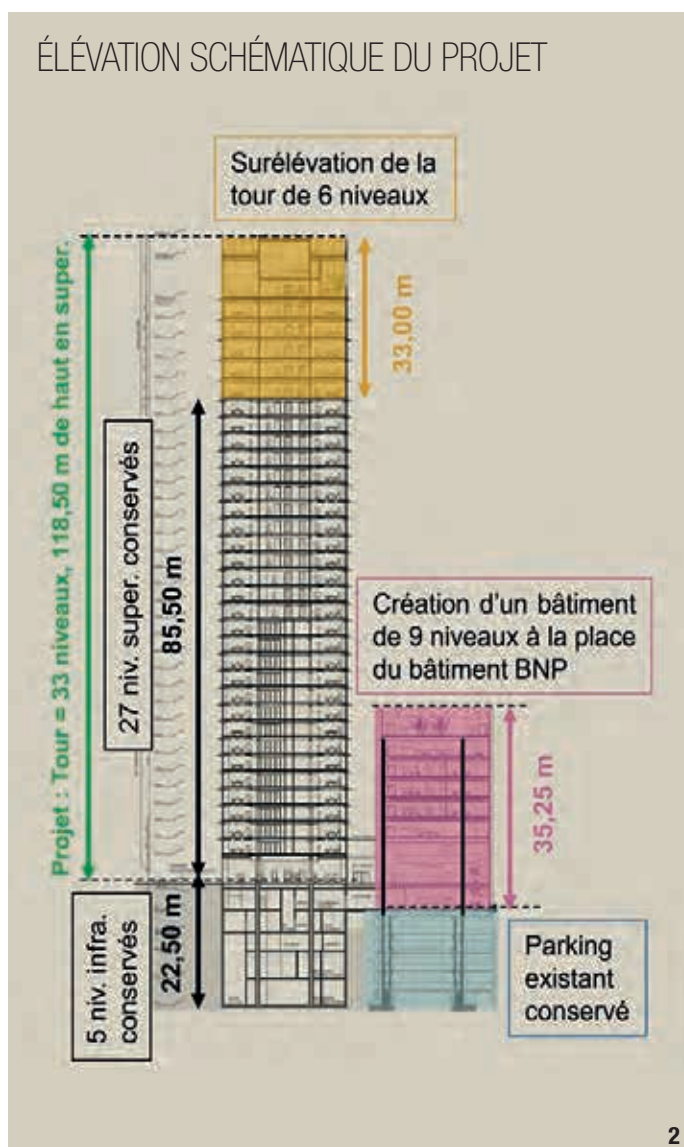 ÉLÉVATION SCHÉMATIQUE DU PROJET
Surélévation de la
tour de 6 niveaux
Projet : Tour = 33 niveaux, 118,50 m de haut en super.
33,00 m
27 niv. super. conservés
85,50 m
Création d'un bâtiment
de 9 niveaux à la place
du bâtiment BNP
35,25 m
5 niv. infra.
conservés
22,50 m
Parking
existant
conservé
2